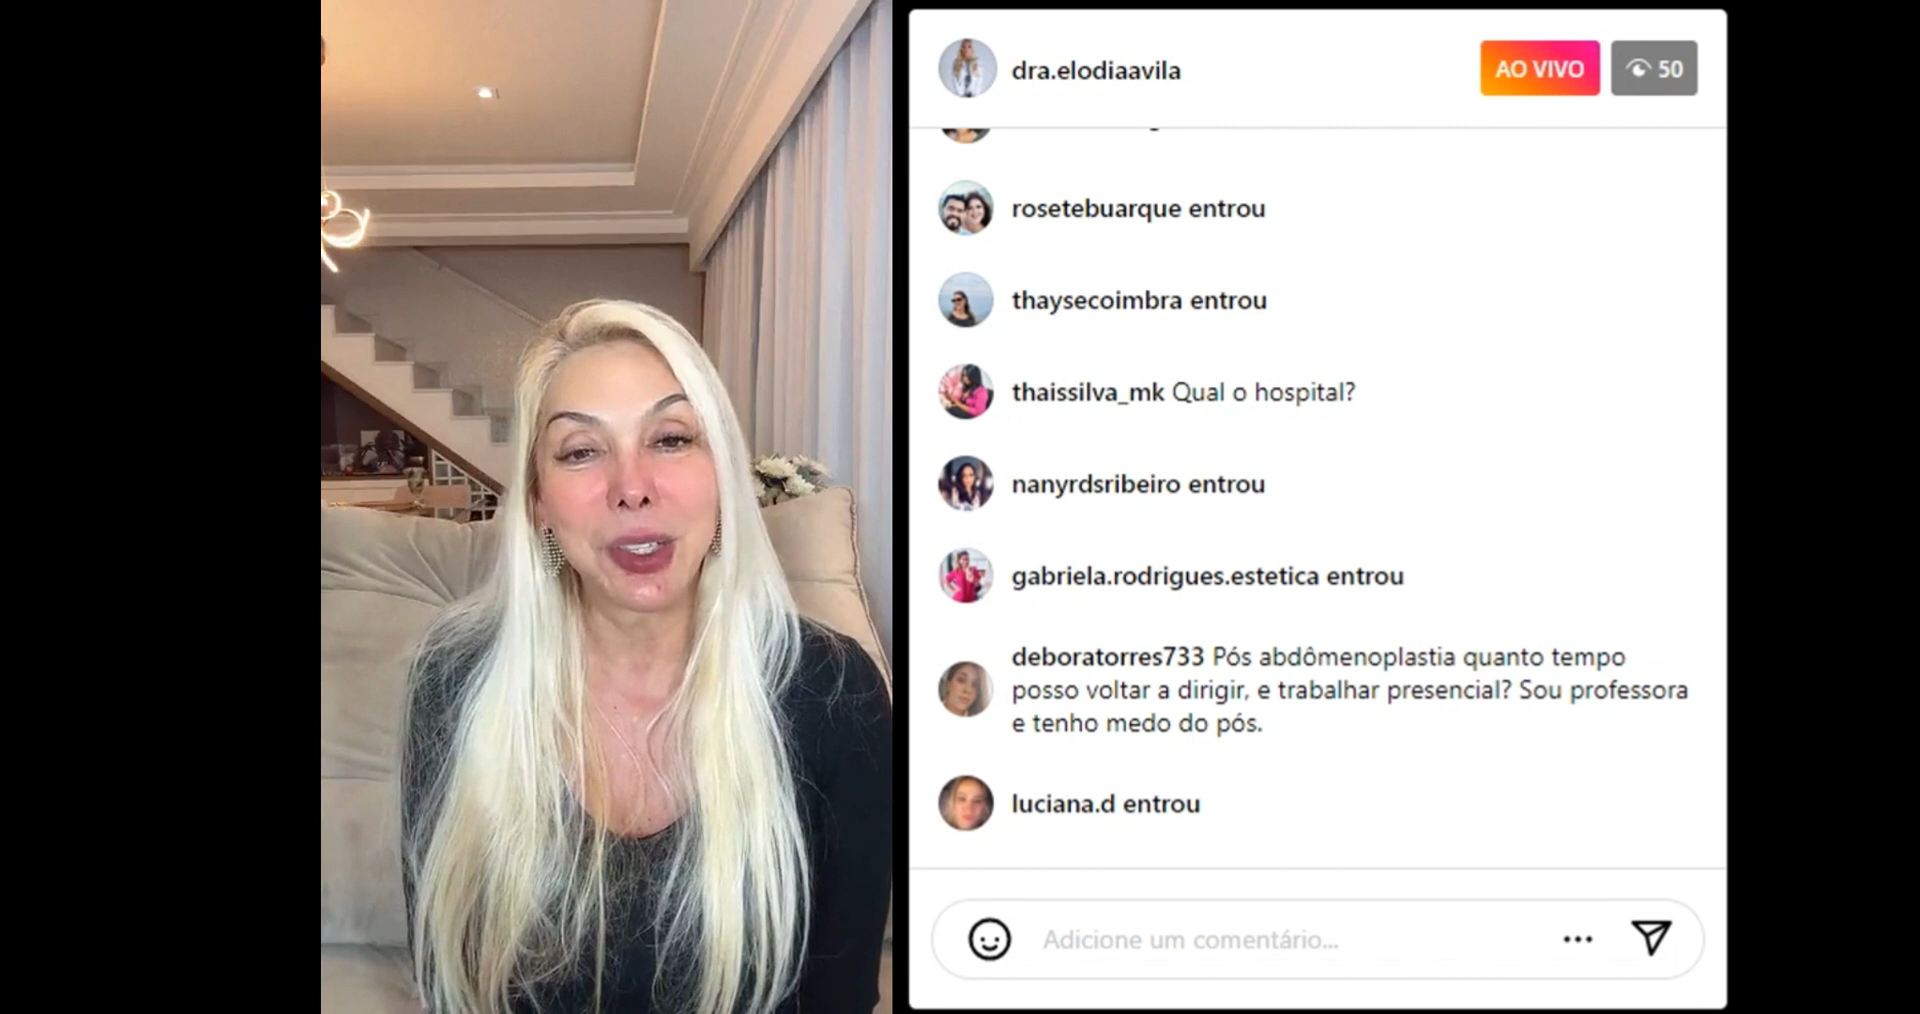 dra.elodiaavila
AO VIVO
50
rosetebuarque entrou
thaysecoimbra entrou
thaissilva_mk Qual o hospital?
nanyrdsribeiro entrou
gabriela.rodrigues.estetica entrou
deboratorres733 Pós abdômenoplastia quanto tempo
posso voltar a dirigir, e trabalhar presencial? Sou professora
e tenho medo do pós.
luciana.d entrou
Adicione um comentário...